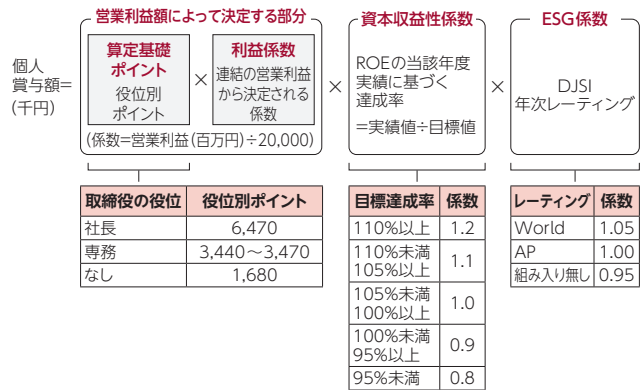 営業利益額によって決定する部分
資本収益性係数
ESG係数
個人
賞与額=
(千円)
算定基礎
ポイント
役位別
ポイント
×
利益係数
連結の営業利益
から決定される
係数
(係数=営業利益(百万円)÷20,000)
×
ROEの当該年度
実績に基づく
達成率
=実績値÷目標値
×
DJSI
年次レーティング
取締役の役位 役位別ポイント
社長 6,470
専務 3,440～3,470
なし 1,680
目標達成率 係数
110%以上 1.2
110%未満
105%以上 1.1
105%未満
100%以上 1.0
100%未満
95%以上 0.9
95%未満 0.8
レーティング 係数
World 1.05
AP 1.00
組み入り無し 0.95